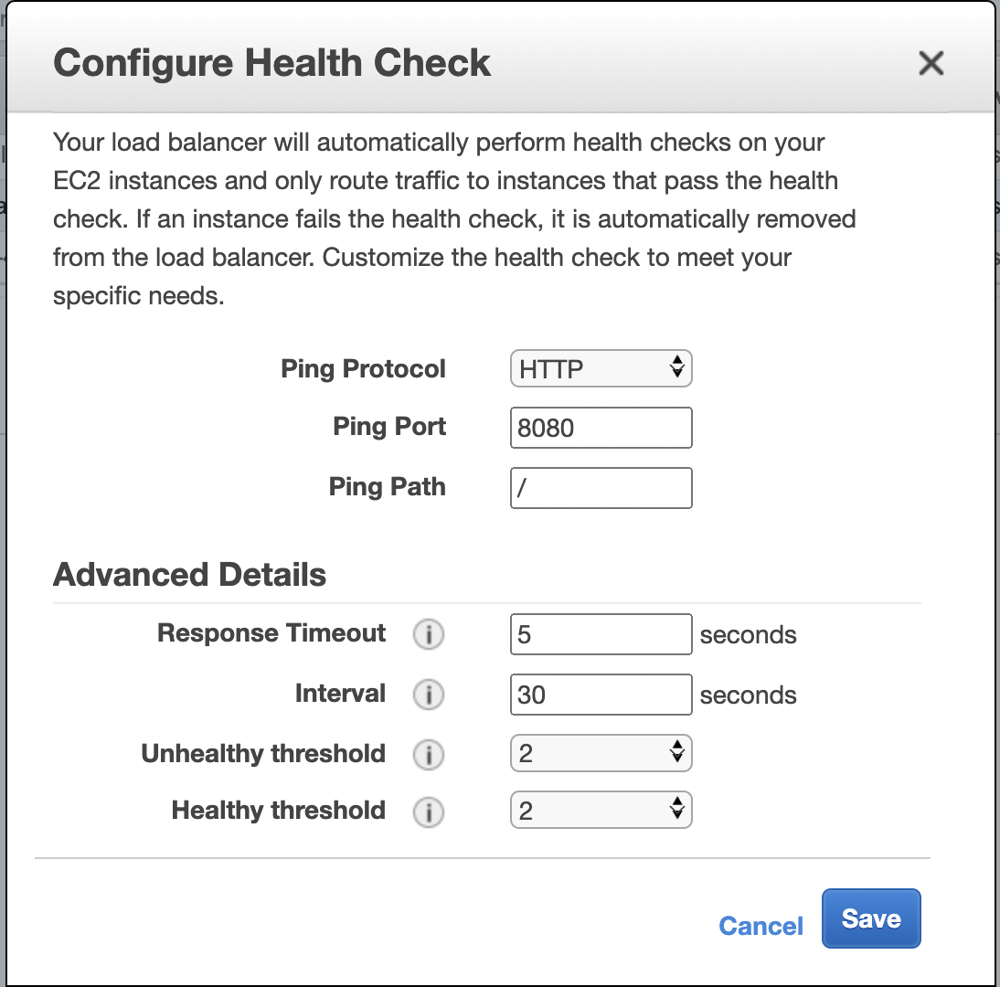 Configure Health Check
Your load balancer will automatically perform health checks on your
EC2 instances and only route traffic to instances that pass the health
check. If an instance fails the health check, it is automatically removed
from the load balancer. Customize the health check to meet your
specific needs.
Ping Protocol HTTP
Ping Port 8080
Ping Path /
Advanced Details
Response Timeout i 5 seconds
Interval i 30 seconds
Unhealthy threshold i 2
Healthy threshold i 2
Cancel Save